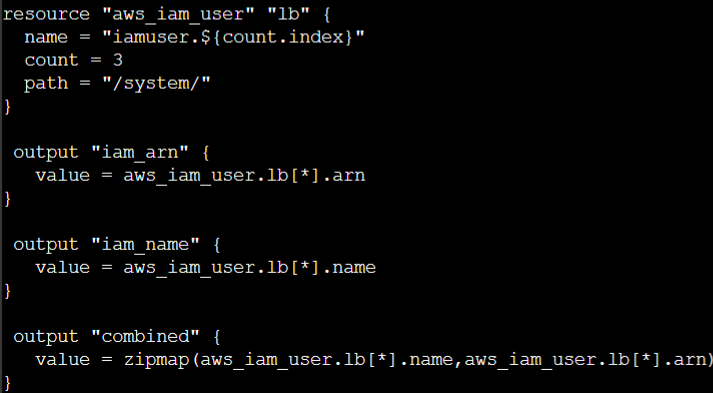 resource "aws_iam_user" "lb" {
  name = "iamuser.${count.index}"
  count = 3
  path = "/system/"
}

 output "iam_arn" {
   value = aws_iam_user.lb[*].arn
}

 output "iam_name" {
   value = aws_iam_user.lb[*].name
}

 output "combined" {
   value = zipmap(aws_iam_user.lb[*].name,aws_iam_user.lb[*].arn)
}